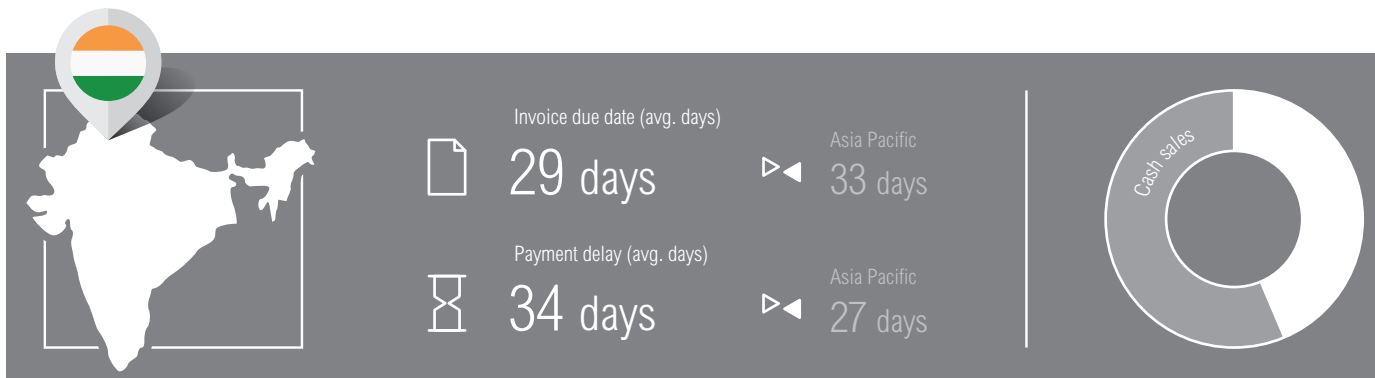 Invoice due date (avg. days)
29 days
Asia Pacific
33 days
Payment delay (avg. days)
34 days
Asia Pacific
27 days
Cash sales